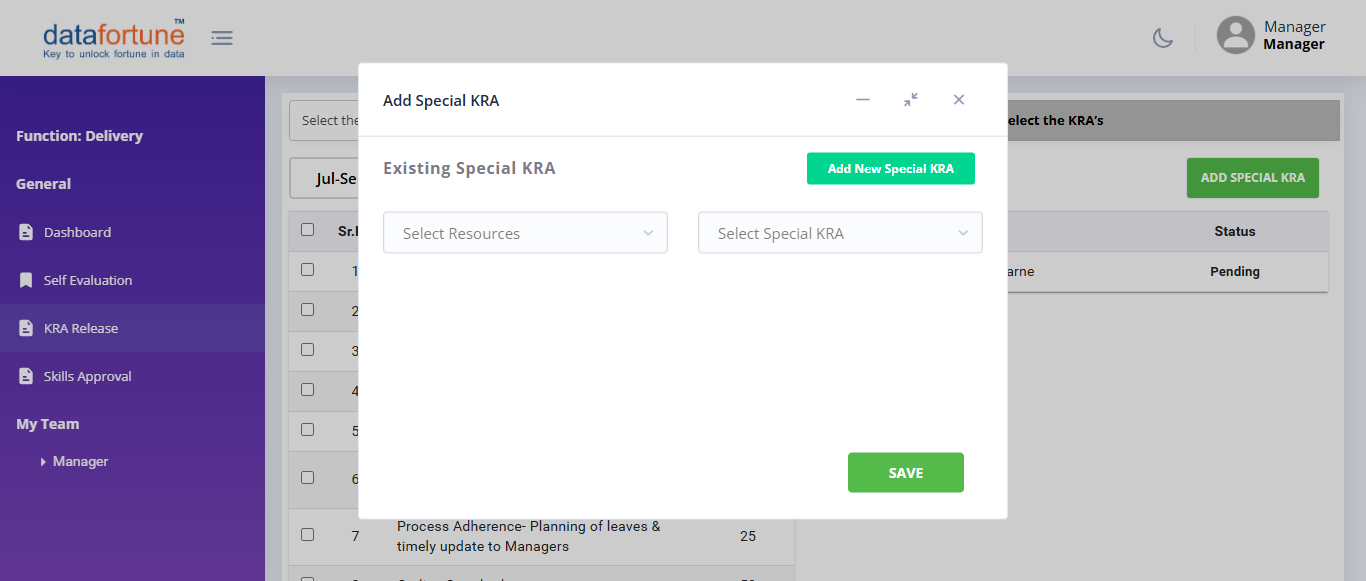 datafortune™
Key to unlock fortune in data
Manager
Manager
Function: Delivery
General
Dashboard
Self Evaluation
KRA Release
Skills Approval
My Team
Manager
Add Special KRA
Existing Special KRA
Add New Special KRA
Select Resources
Select Special KRA
SAVE
Select the
elect the KRA's
Jul-Se
ADD SPECIAL KRA
Sr.
Status
1
arne
Pending
2
3
4
5
6
7
Process Adherence- Planning of leaves &
timely update to Managers
25